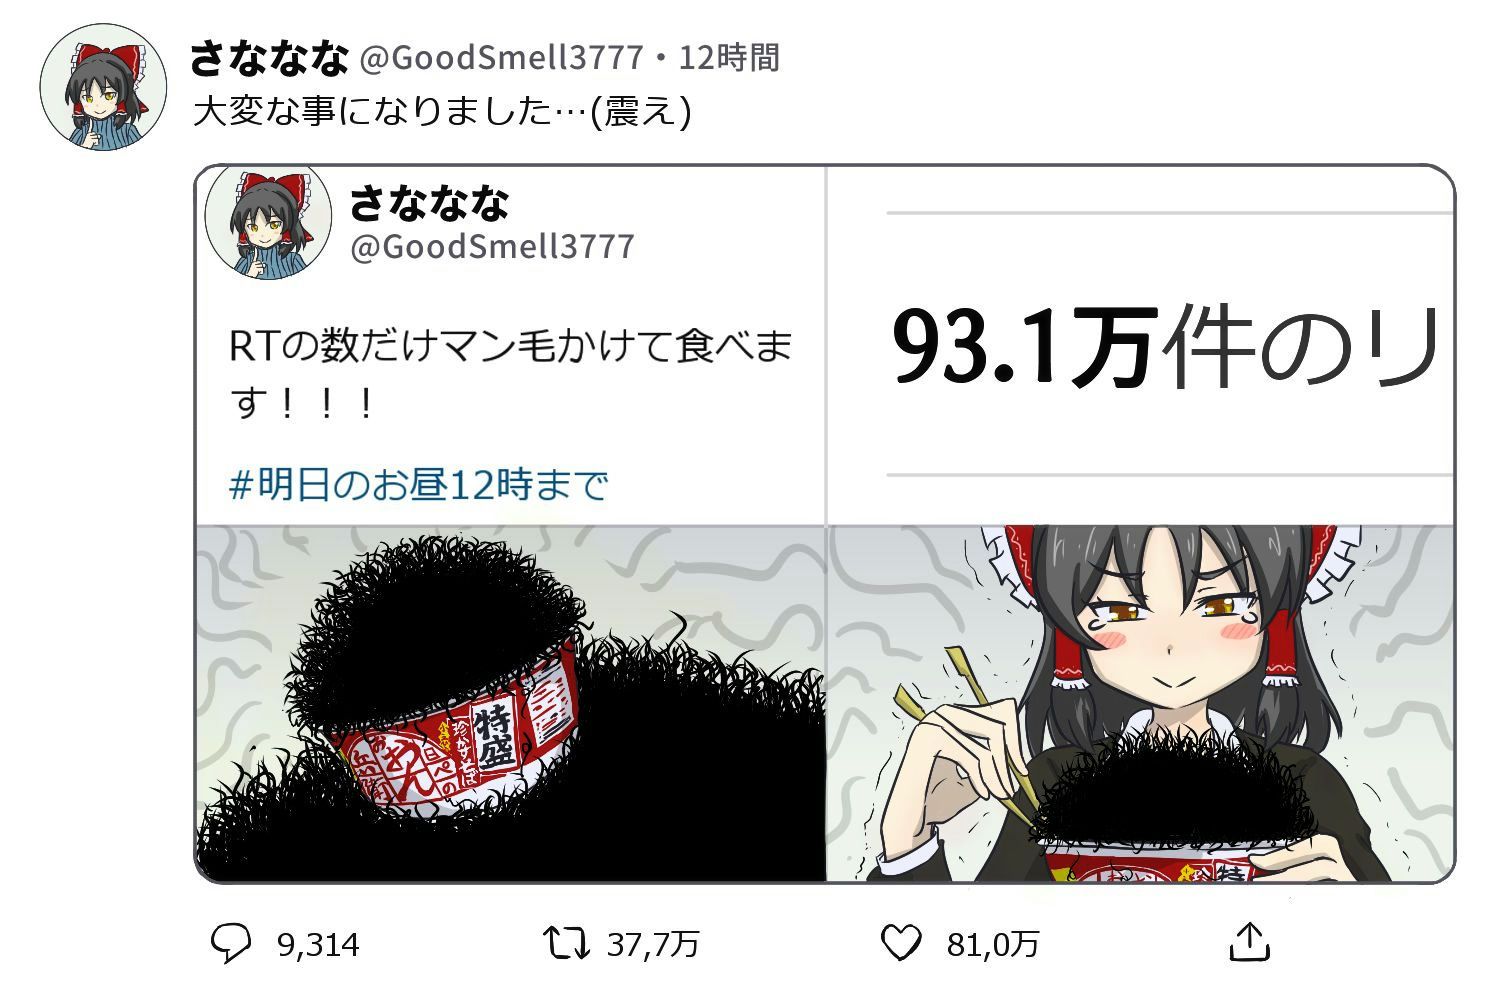 さななな @GoodSmell3777・12時間
大変な事になりました…(震え)
さななな
@GoodSmell3777
RTの数だけマン毛かけて食べま
す！！！
#明日のお昼12時まで
93.1万件のリ
特盛
特
9,314
37,7万
81,0万